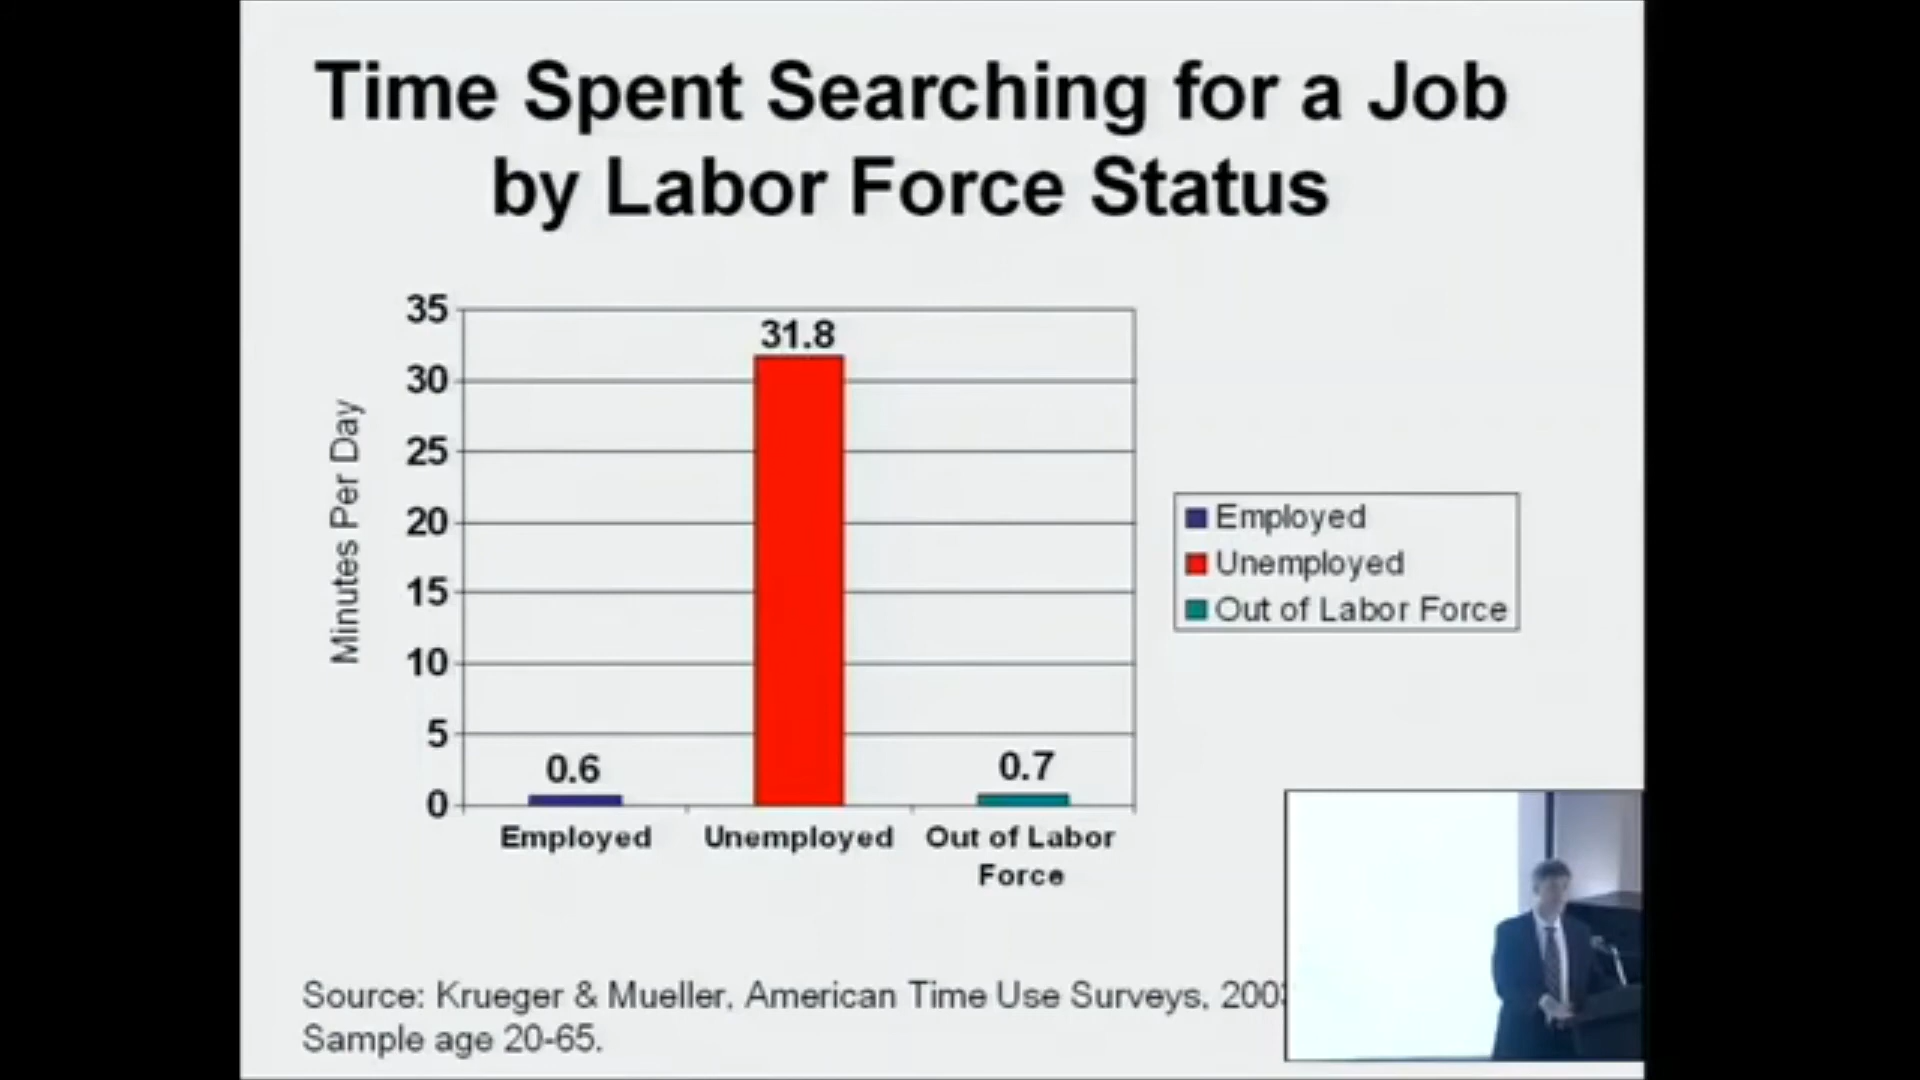 Time Spent Searching for a Job
by Labor Force Status
35
30
25
20
15
10
5
0
Minutes Per Day
0.6
31.8
0.7
Employed
Unemployed
Out of Labor
Force
Employed
Unemployed
Out of Labor Force
Source: Krueger & Mueller, American Time Use Surveys,
Sample age 20-65.